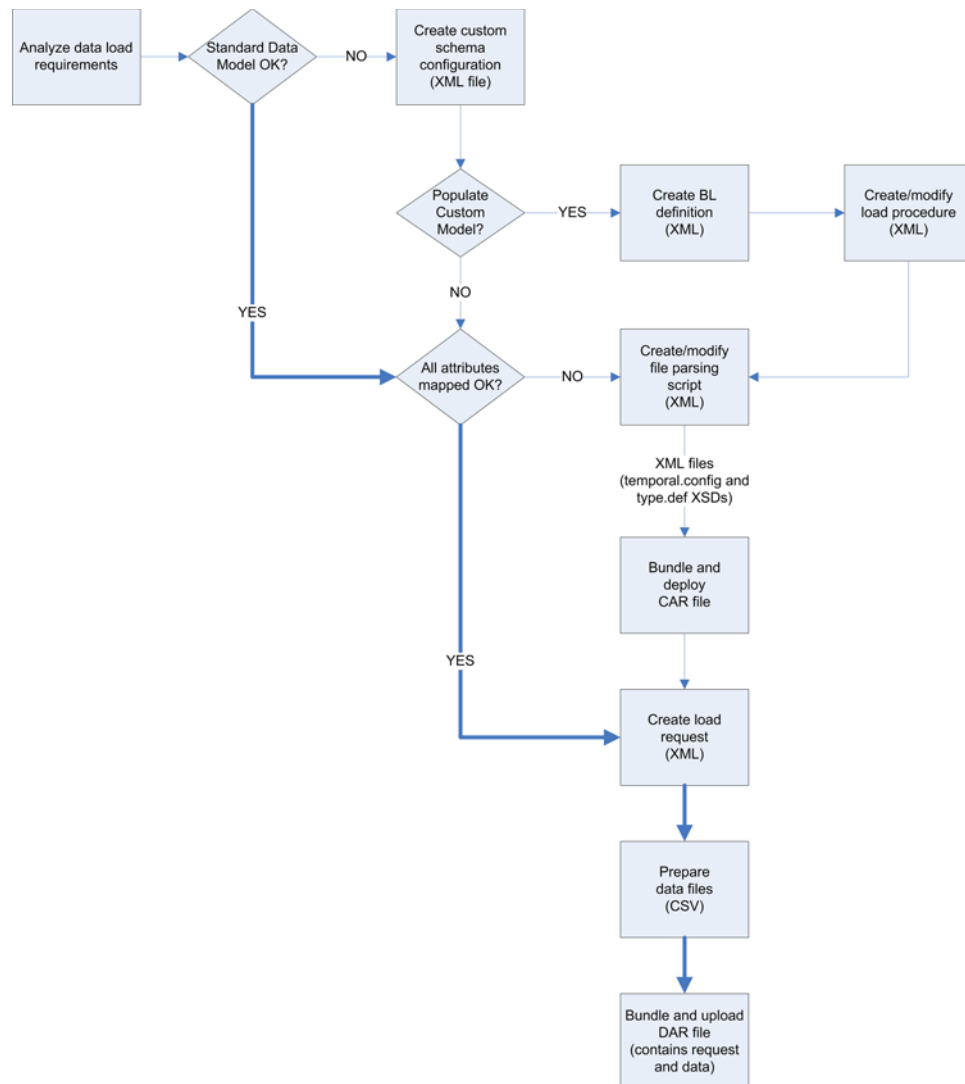 Analyze data load
requirements
Standard Data
Model OK?
NO
Create custom
schema
configuration
(XML file)
Populate
Custom
Model?
YES
Create BL
definition
(XML)
Create/modify
load procedure
(XML)
NO
YES
All attributes
mapped OK?
NO
Create/modify
file parsing
script
(XML)
XML files
(temporal.config and
type.def XSDs)
Bundle and
deploy
CAR file
YES
Create load
request
(XML)
Prepare
data files
(CSV)
Bundle and upload
DAR file
(contains request
and data)